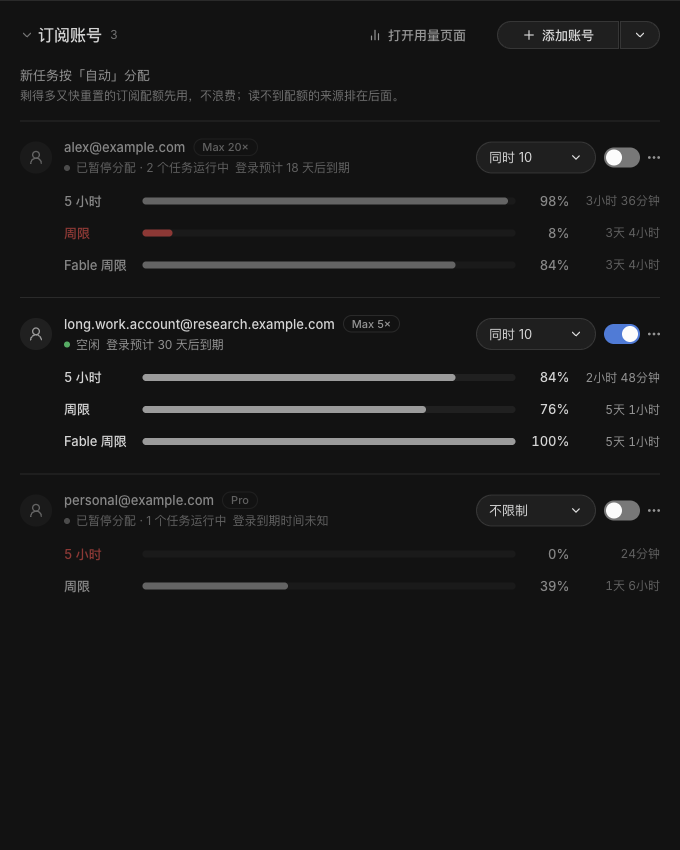 订阅账号 3 打开用量页面 + 添加账号
新任务按「自动」分配
剩得多又快重置的订阅配额先用，不浪费；读不到配额的来源排在后面。
alex@example.com Max 20× 同时 10
已暂停分配 · 2 个任务运行中 登录预计 18 天后到期
5 小时 98% 3小时 36分钟
周限 8% 3天 4小时
Fable 周限 84% 3天 4小时
long.work.account@research.example.com Max 5× 同时 10
空闲 登录预计 30 天后到期
5 小时 84% 2小时 48分钟
周限 76% 5天 1小时
Fable 周限 100% 5天 1小时
personal@example.com Pro 不限制
已暂停分配 · 1 个任务运行中 登录到期时间未知
5 小时 0% 24分钟
周限 39% 1天 6小时